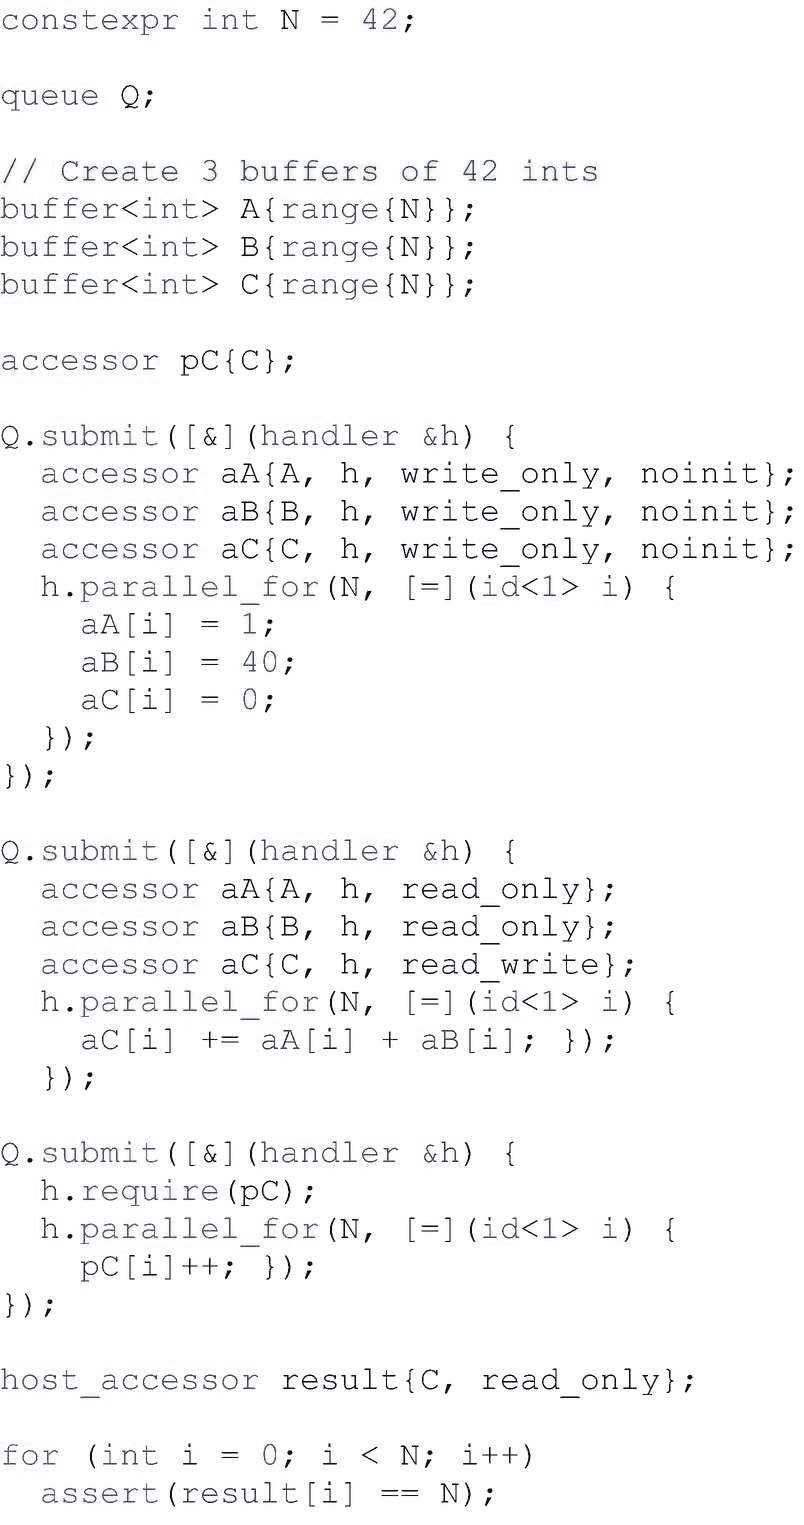 constexpr int N = 42;

queue Q;

// Create 3 buffers of 42 ints
buffer<int> A{range{N}};
buffer<int> B{range{N}};
buffer<int> C{range{N}};

accessor pC{C};

Q.submit([&](handler &h) {
  accessor aA{A, h, write_only, noinit};
  accessor aB{B, h, write_only, noinit};
  accessor aC{C, h, write_only, noinit};
  h.parallel_for(N, [=](id<1> i) {
    aA[i] = 1;
    aB[i] = 40;
    aC[i] = 0;
  });
});

Q.submit([&](handler &h) {
  accessor aA{A, h, read_only};
  accessor aB{B, h, read_only};
  accessor aC{C, h, read_write};
  h.parallel_for(N, [=](id<1> i) {
    aC[i] += aA[i] + aB[i]; });
  });

Q.submit([&](handler &h) {
  h.require(pC);
  h.parallel_for(N, [=](id<1> i) {
    pC[i]++; });
});

host_accessor result{C, read_only};

for (int i = 0; i < N; i++)
  assert(result[i] == N);